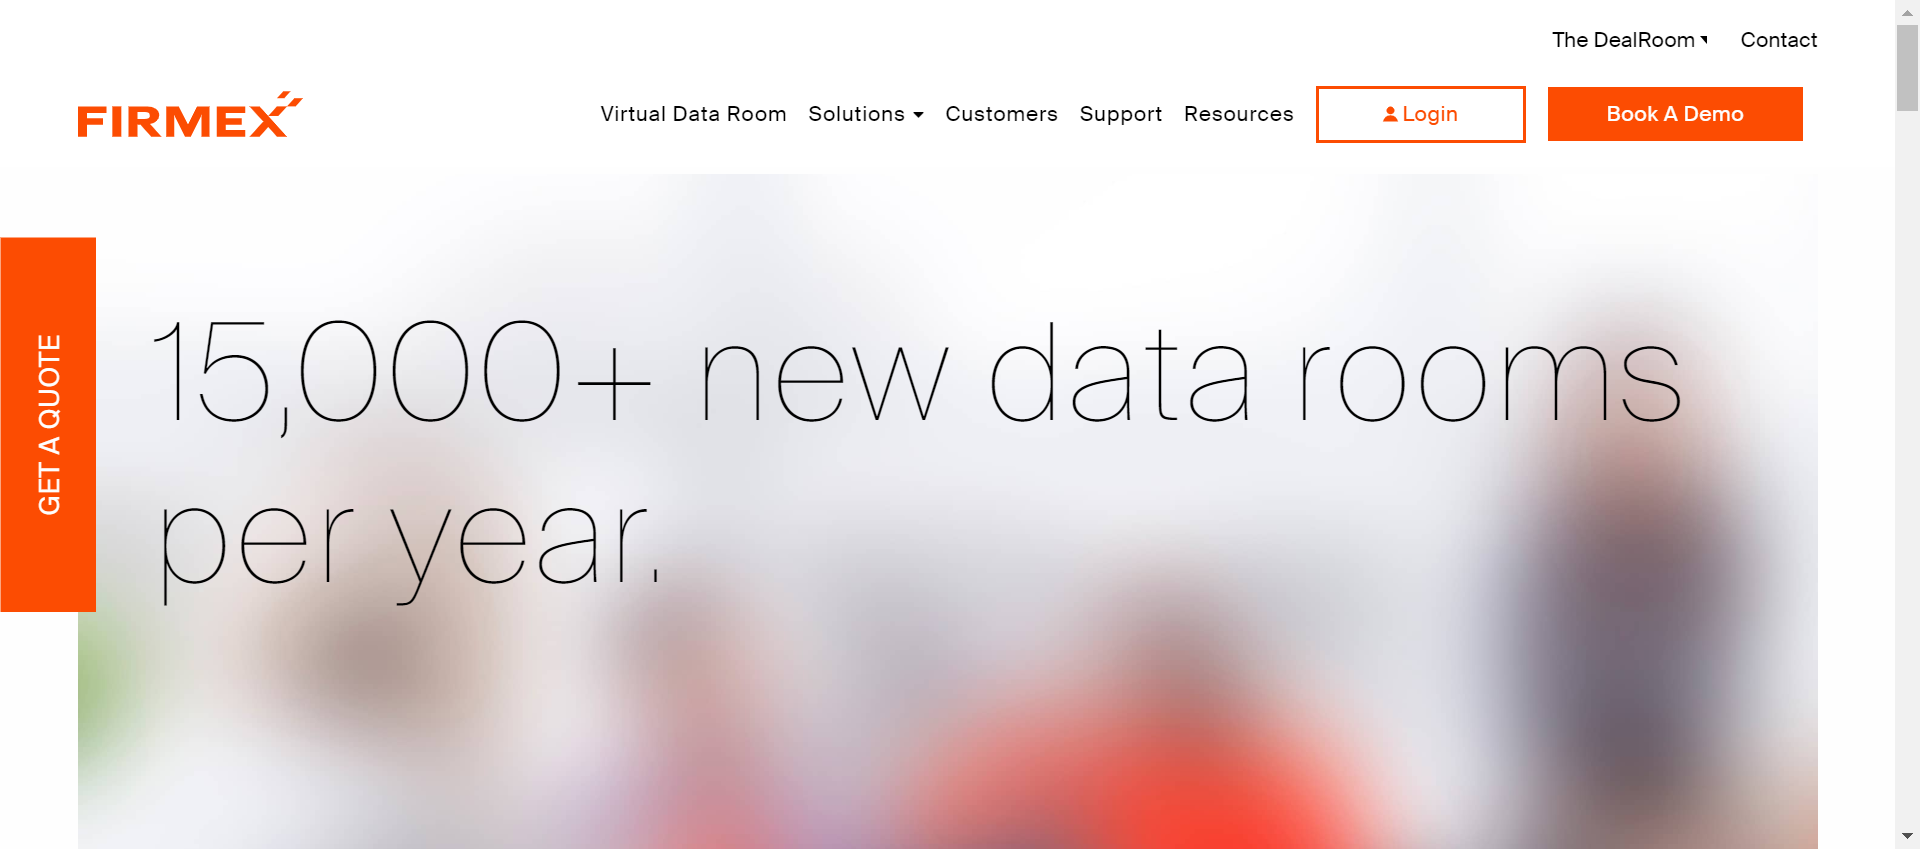 The DealRoom Contact
FIRMEX Virtual Data Room Solutions Customers Support Resources Login Book A Demo
GET A QUOTE
15,000+ new data rooms
per year.